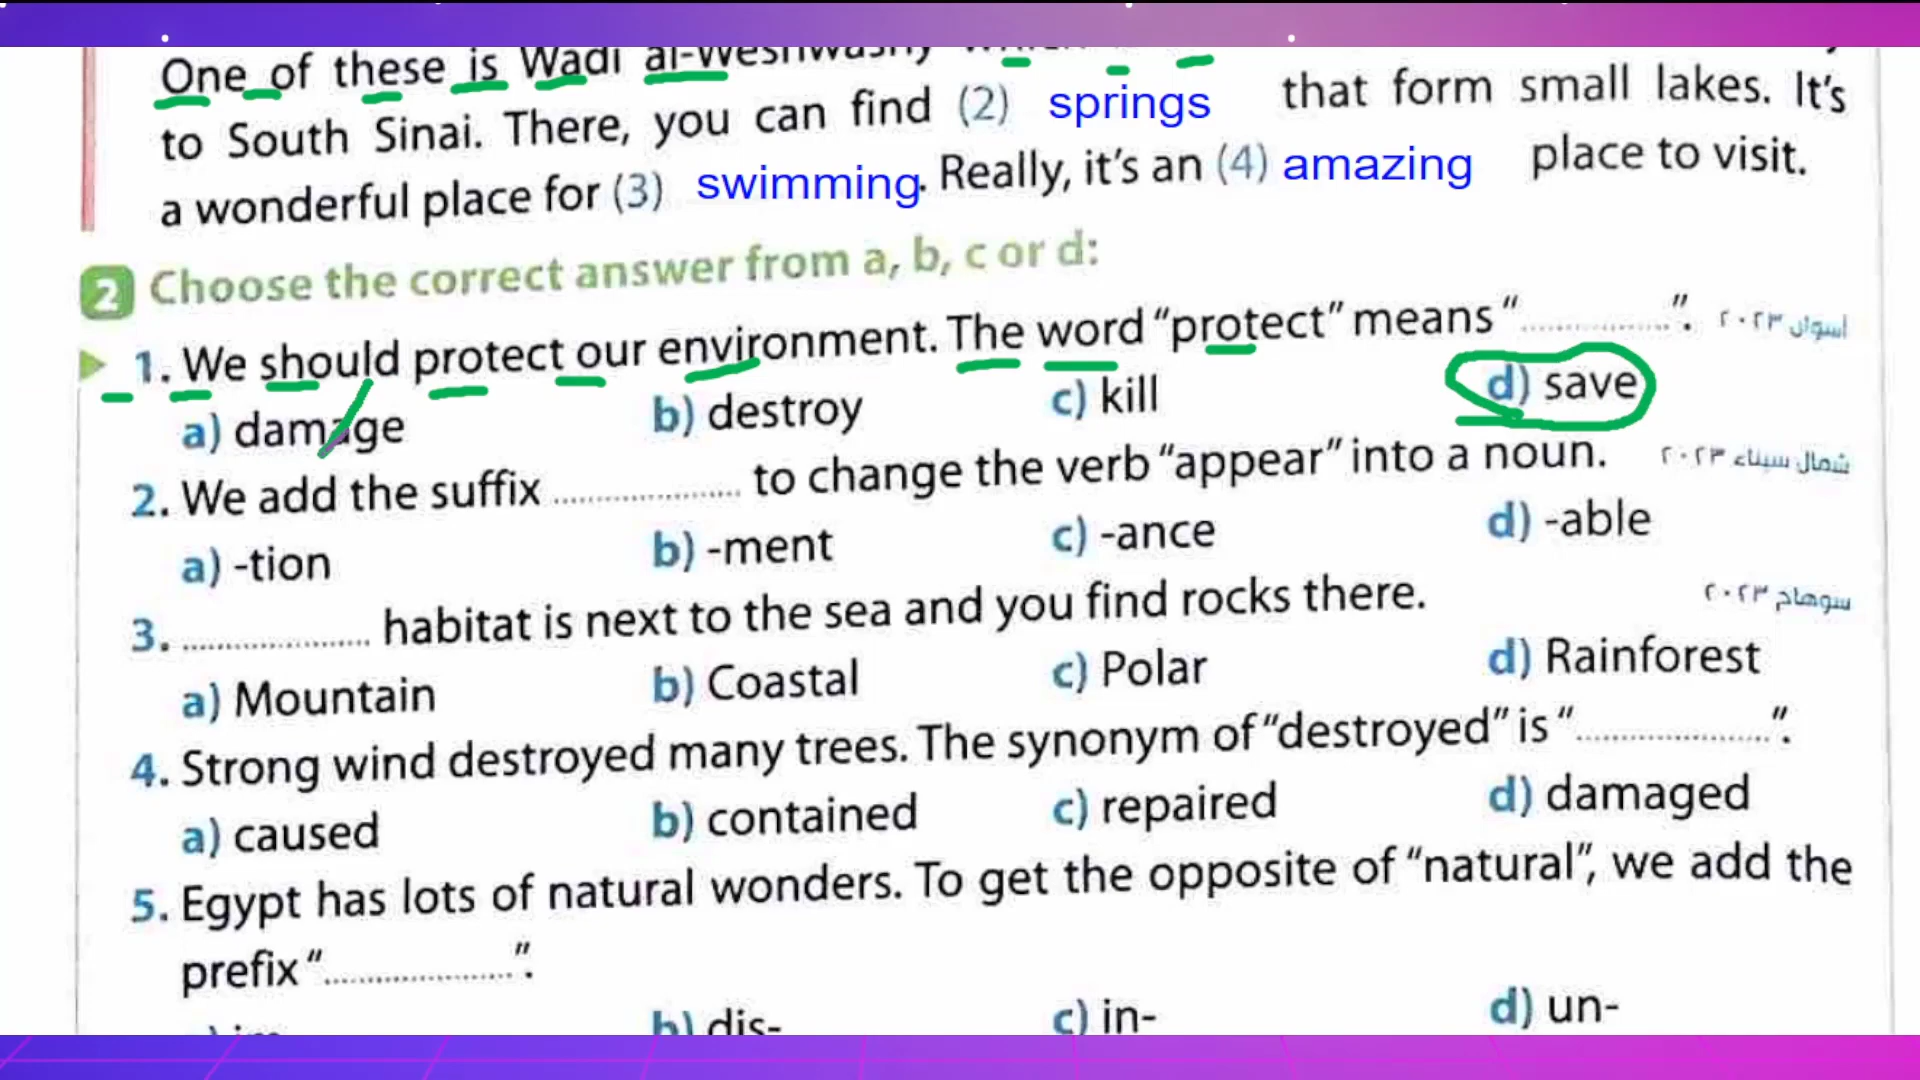 One of these is Wadi al-Weshwashy
to South Sinai. There, you can find (2) springs that form small lakes. It's
a wonderful place for (3) swimming. Really, it's an (4) amazing place to visit.
2 Choose the correct answer from a, b, c or d:
1. We should protect our environment. The word "protect" means "...............". أسوان ٢٠٢٣
a) damage b) destroy c) kill d) save
2. We add the suffix .................... to change the verb "appear" into a noun. شمال سيناء ٢٠٢٣
a) -tion b) -ment c) -ance d) -able
3. .................... habitat is next to the sea and you find rocks there. سوهاج ٢٠٢٣
a) Mountain b) Coastal c) Polar d) Rainforest
4. Strong wind destroyed many trees. The synonym of "destroyed" is "....................".
a) caused b) contained c) repaired d) damaged
5. Egypt has lots of natural wonders. To get the opposite of "natural", we add the
prefix "....................".
b) dis- c) in- d) un-